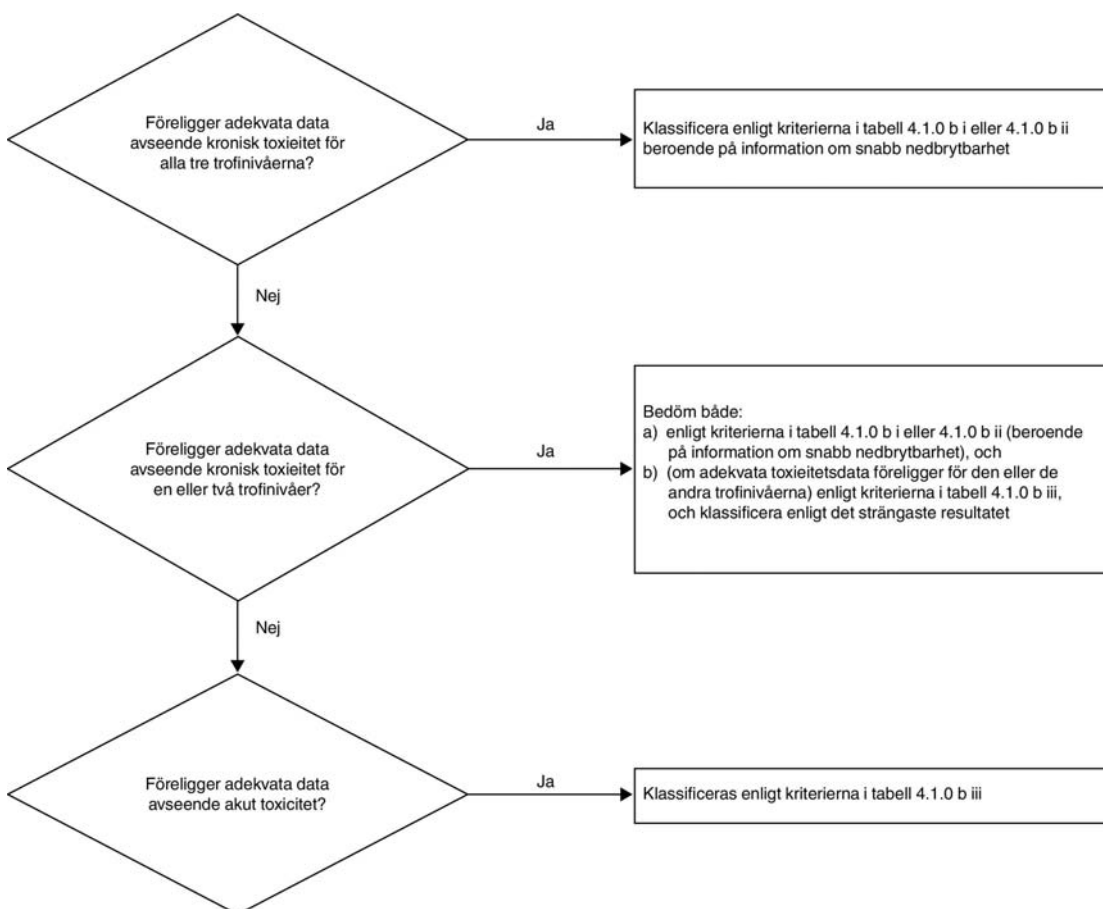 Föreligger adekvata data
avseende kronisk toxieitet för
alla tre trofinivåerna?
Ja
Klassificera enligt kriterierna i tabell 4.1.0 b i eller 4.1.0 b ii
beroende på information om snabb nedbrytbarhet
Nej
Föreligger adekvata data
avseende kronisk toxieitet för
en eller två trofinivåer?
Ja
Bedöm både:
a) enligt kriterierna i tabell 4.1.0 b i eller 4.1.0 b ii (beroende
på information om snabb nedbrytbarhet), och
b) (om adekvata toxieitetsdata föreligger för den eller de
andra trofinivåerna) enligt kriterierna i tabell 4.1.0 b iii,
och klassificera enligt det strängaste resultatet
Nej
Föreligger adekvata data
avseende akut toxicitet?
Ja
Klassificeras enligt kriterierna i tabell 4.1.0 b iii